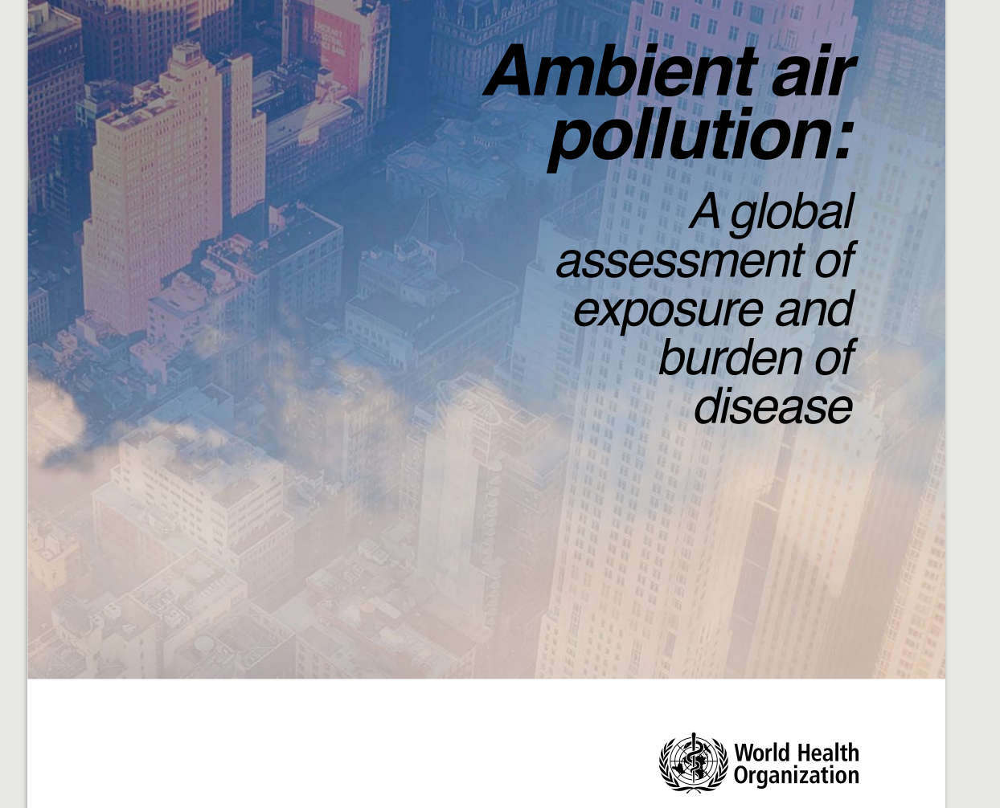 Ambient air
pollution:
A global
assessment of
exposure and
burden of
disease
World Health
Organization